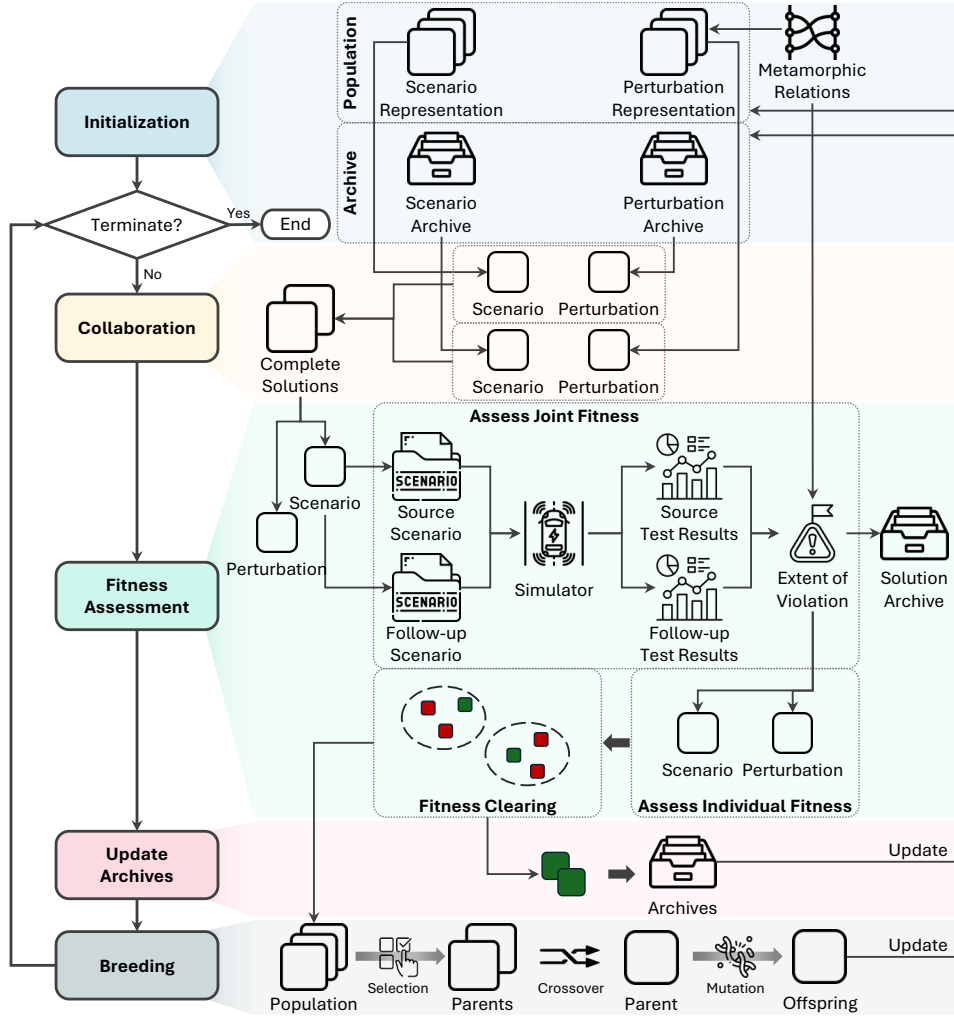 Initialization
Terminate?
Yes
End
No
Collaboration
Fitness
Assessment
Update
Archives
Breeding
Population
Scenario
Representation
Perturbation
Representation
Metamorphic
Relations
Archive
Scenario
Archive
Perturbation
Archive
Scenario
Perturbation
Complete
Solutions
Scenario
Perturbation
Assess Joint Fitness
Scenario
Perturbation
SCENARIO
Source
Scenario
SCENARIO
Follow-up
Scenario
Simulator
Source
Test Results
Follow-up
Test Results
Extent of
Violation
Solution
Archive
Fitness Clearing
Scenario
Perturbation
Assess Individual Fitness
Archives
Update
Population
Selection
Parents
Crossover
Parent
Mutation
Offspring
Update